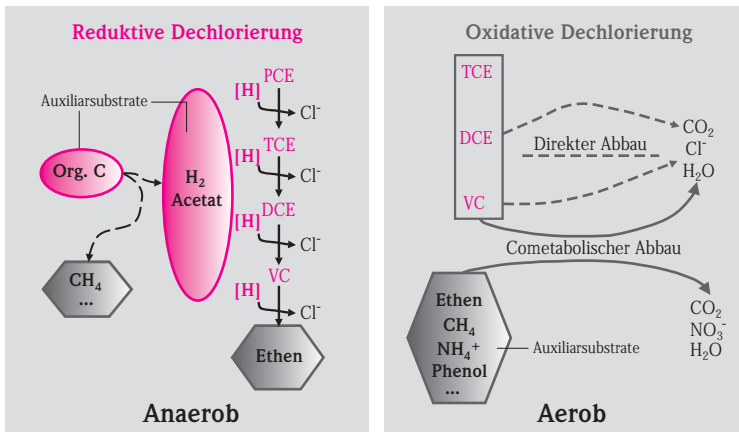 Reduktive Dechlorierung
Auxiliarsubstrate
Org. C
H₂
Acetat
CH₄
...
PCE
[H]
Cl⁻
TCE
[H]
Cl⁻
DCE
[H]
Cl⁻
VC
[H]
Cl⁻
Ethen
Anaerob
Oxidative Dechlorierung
TCE
DCE
VC
Direkter Abbau
CO₂
Cl⁻
H₂O
Cometabolischer Abbau
Ethen
CH₄
NH₄⁺
Phenol
...
Auxiliarsubstrate
CO₂
NO₃⁻
H₂O
Aerob